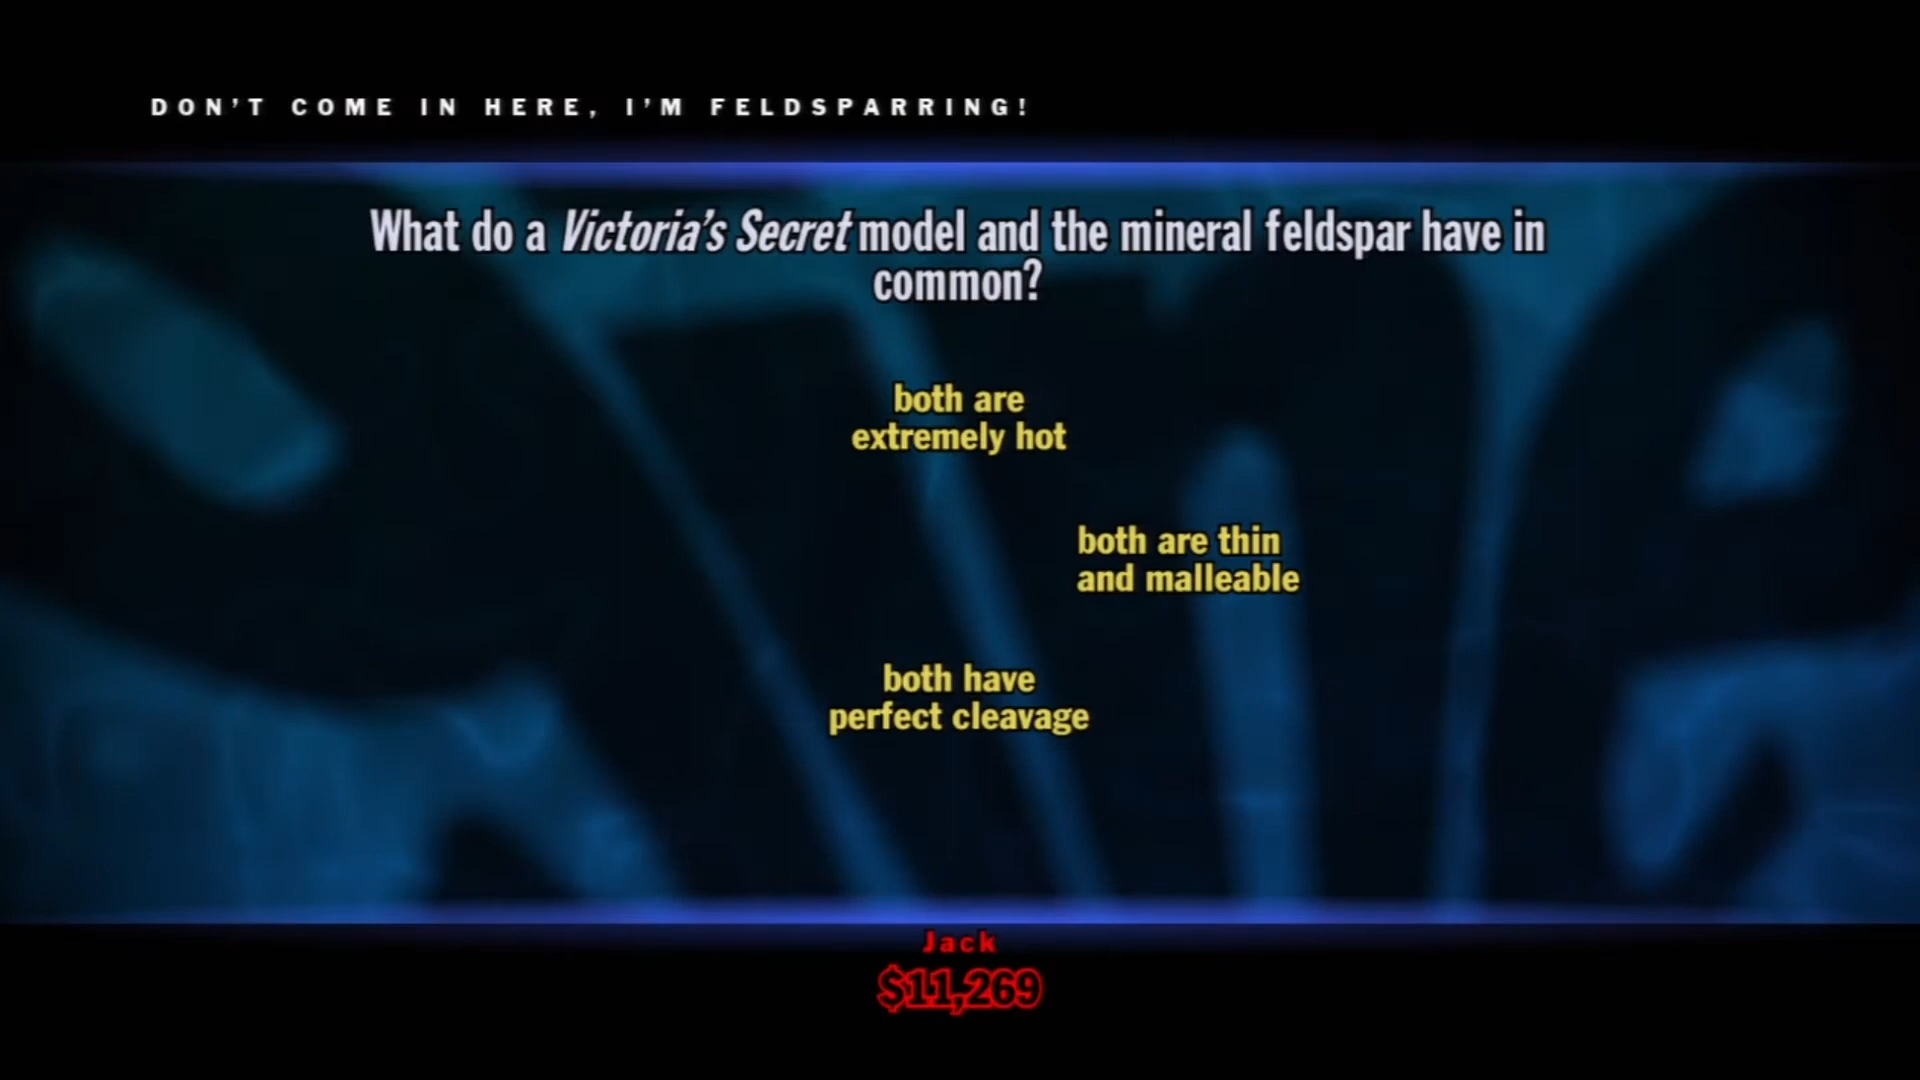 DON'T COME IN HERE, I'M FELDSPARRING!
What do a Victoria's Secret model and the mineral feldspar have in
common?
both are
extremely hot
both are thin
and malleable
both have
perfect cleavage
Jack
$11,269